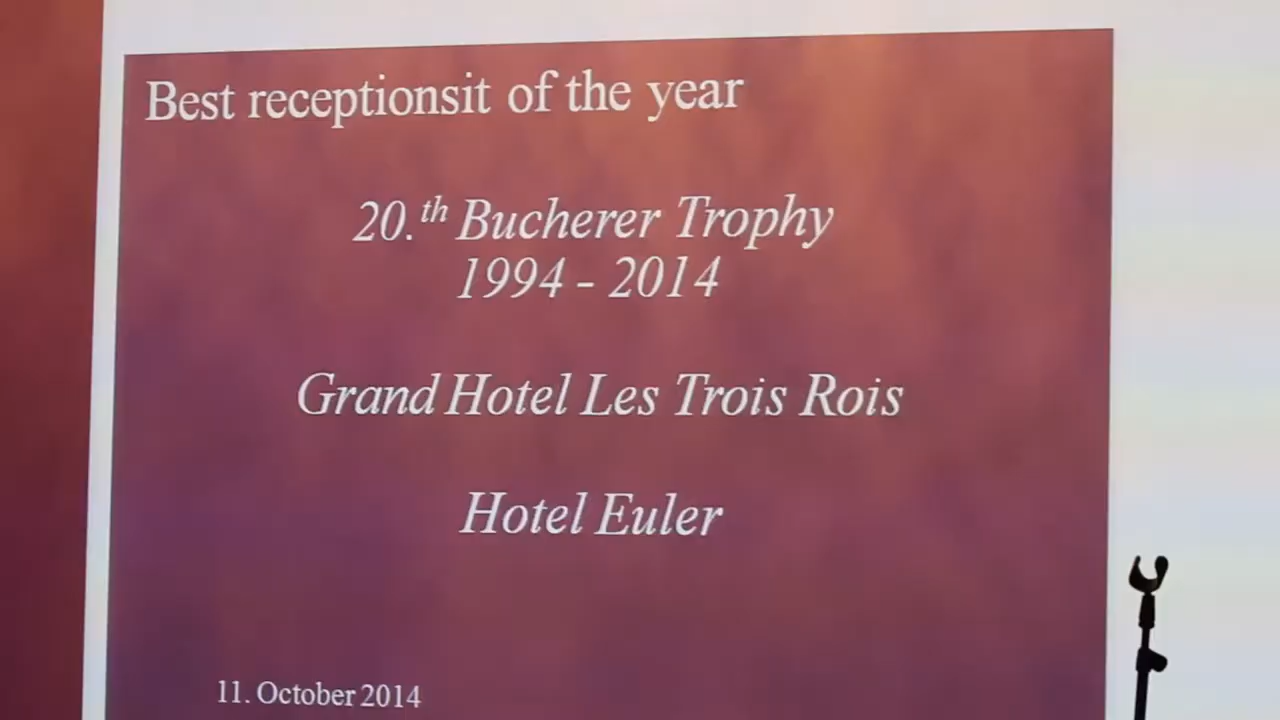 Best receptionsit of the year
20.th Bucherer Trophy
1994 - 2014
Grand Hotel Les Trois Rois
Hotel Euler
11. October 2014